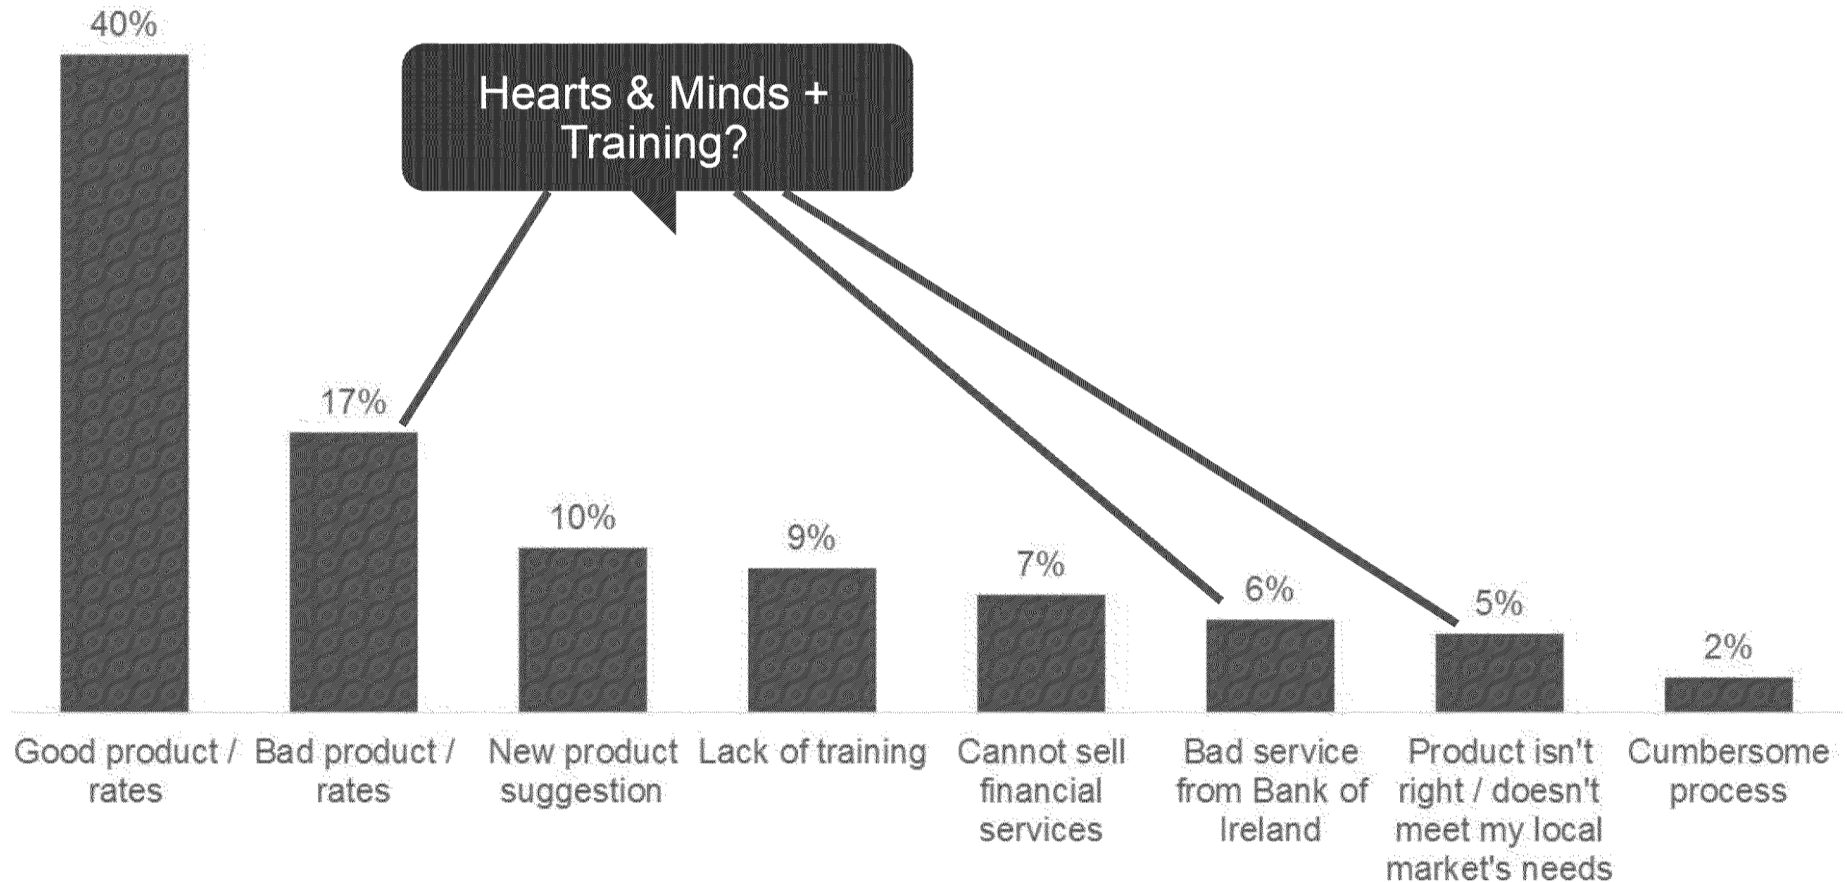 40%
Hearts & Minds +
Training?
17%
10%
9%
7%
6%
5%
2%
Good product /
rates
Bad product /
rates
New product
suggestion
Lack of training
Cannot sell
financial
services
Bad service
from Bank of
Ireland
Product isn't
right / doesn't
meet my local
market's needs
Cumbersome
process